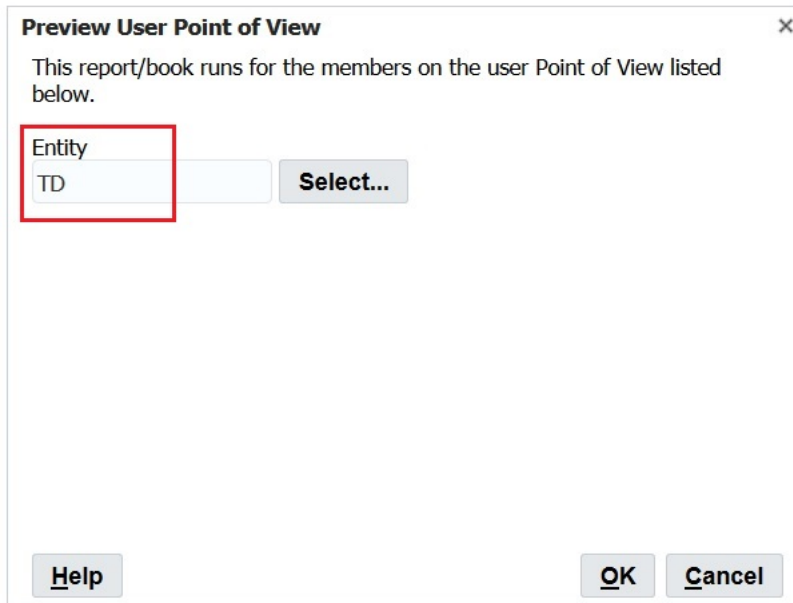 Preview User Point of View
This report/book runs for the members on the user Point of View listed
below.
Entity
TD
Select...
Help
OK
Cancel